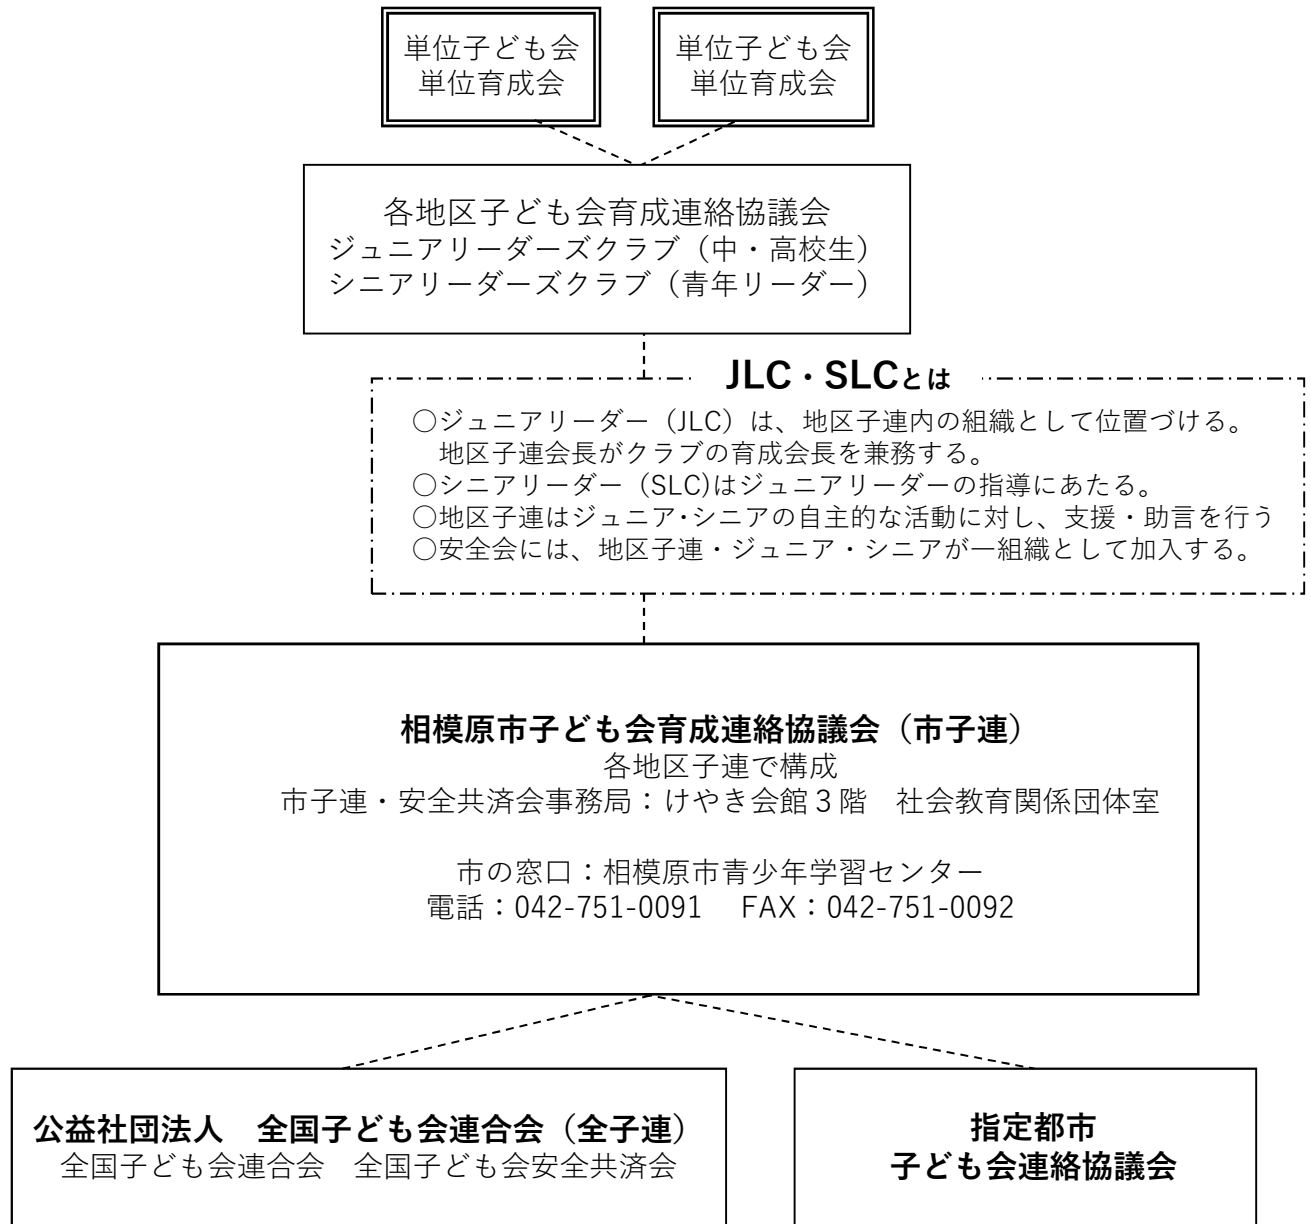 単位子ども会
単位育成会
単位子ども会
単位育成会
各地区子ども会育成連絡協議会
ジュニアリーダーズクラブ（中・高校生）
シニアリーダーズクラブ（青年リーダー）
JLC・SLCとは
○ジュニアリーダー（JLC）は、地区子連内の組織として位置づける。
地区子連会長がクラブの育成会長を兼務する。
○シニアリーダー（SLC)はジュニアリーダーの指導にあたる。
○地区子連はジュニア･シニアの自主的な活動に対し、支援・助言を行う
○安全会には、地区子連・ジュニア・シニアが一組織として加入する。
相模原市子ども会育成連絡協議会（市子連）
各地区子連で構成
市子連・安全共済会事務局：けやき会館３階　社会教育関係団体室
市の窓口：相模原市青少年学習センター
電話：042-751-0091　FAX：042-751-0092
公益社団法人　全国子ども会連合会（全子連）
全国子ども会連合会　全国子ども会安全共済会
指定都市
子ども会連絡協議会